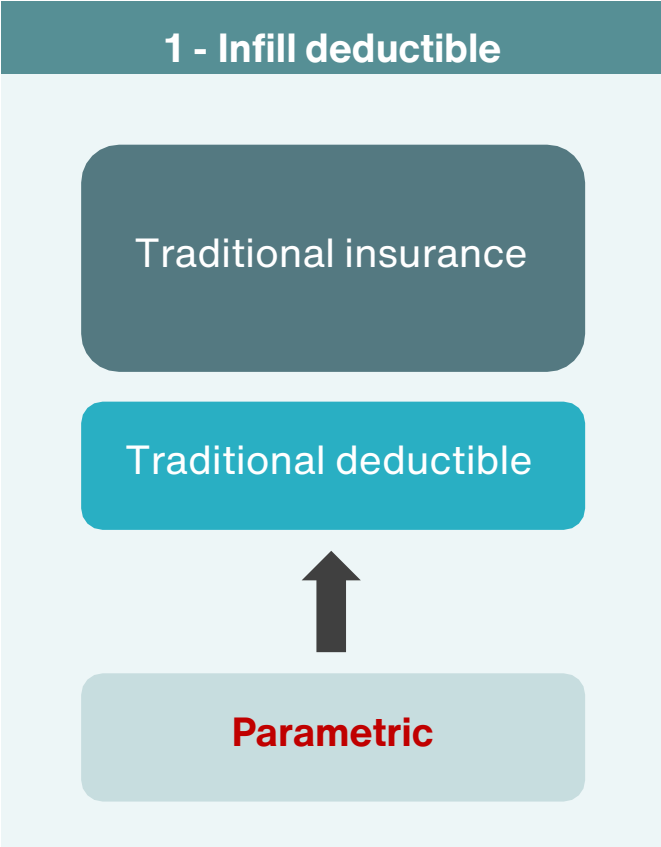 1 - Infill deductible
Traditional insurance
Traditional deductible
Parametric